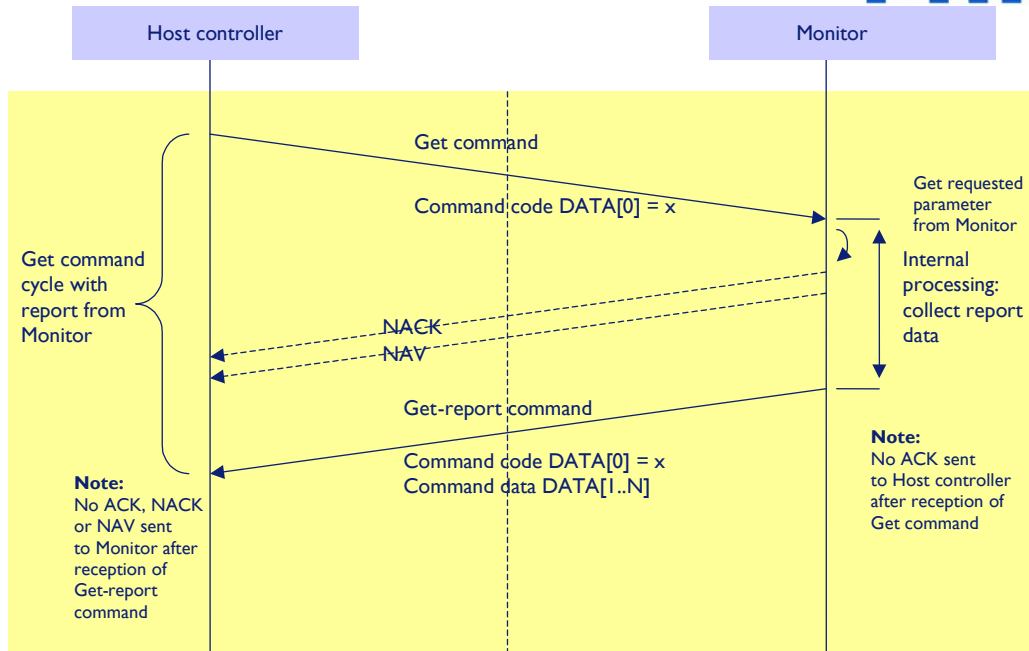 Host controller
Monitor
Get command
Command code DATA[0] = x
Get requested
parameter
from Monitor
Get command
cycle with
report from
Monitor
Internal
processing:
collect report
data
NACK
NAV
Get-report command
Command code DATA[0] = x
Command data DATA[1..N]
Note:
No ACK sent
to Host controller
after reception of
Get command
Note:
No ACK, NACK
or NAV sent
to Monitor after
reception of
Get-report
command